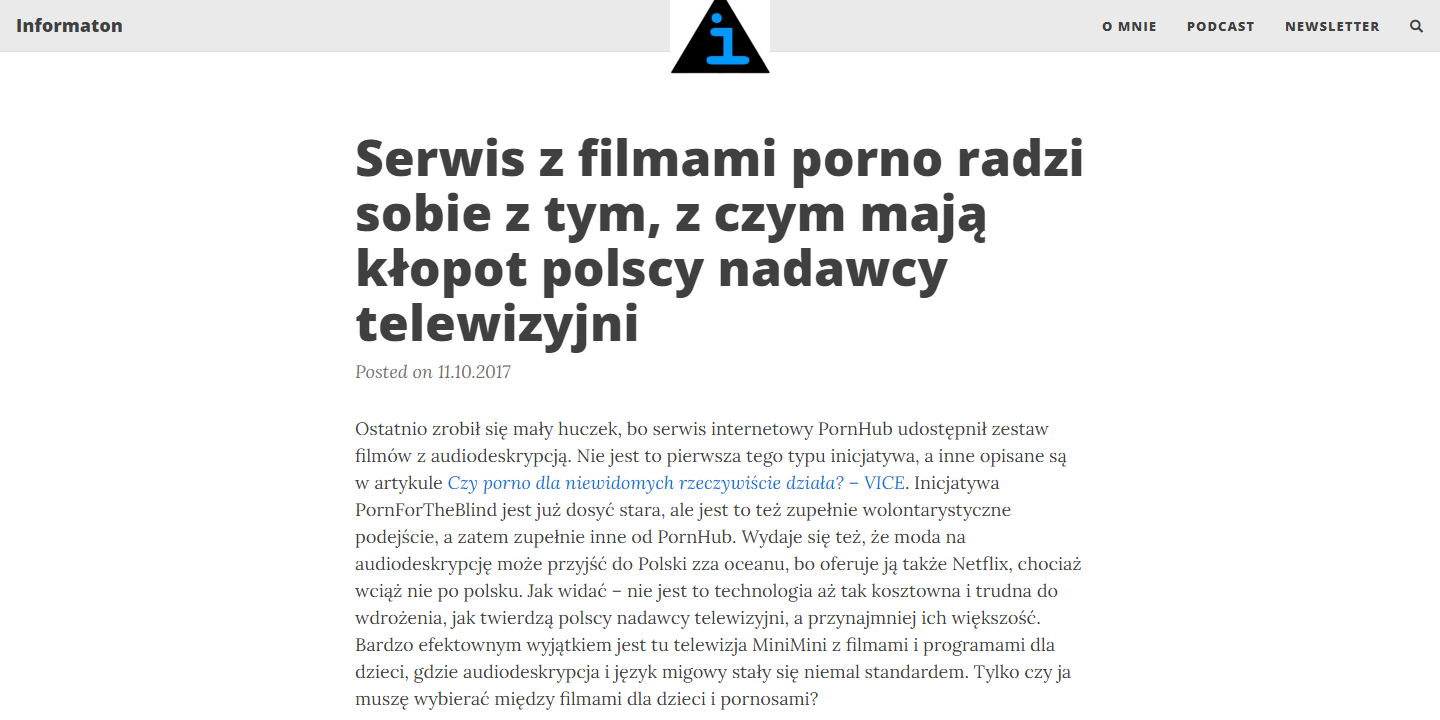 Informaton
i
O MNIE
PODCAST
NEWSLETTER
Serwis z filmami porno radzi
sobie z tym, z czym mają
kłopot polscy nadawcy
telewizyjni
Posted on 11.10.2017
Ostatnio zrobił się mały huczek, bo serwis internetowy PornHub udostępnił zestaw
filmów z audiodeskrypcją. Nie jest to pierwsza tego typu inicjatywa, a inne opisane są
w artykule Czy porno dla niewidomych rzeczywiście działa? – VICE. Inicjatywa
PornForTheBlind jest już dosyć stara, ale jest to też zupełnie wolontarystyczne
podejście, a zatem zupełnie inne od PornHub. Wydaje się też, że moda na
audiodeskrypcję może przyjść do Polski zza oceanu, bo oferuje ją także Netflix, chociaż
wciąż nie po polsku. Jak widać – nie jest to technologia aż tak kosztowna i trudna do
wdrożenia, jak twierdzą polscy nadawcy telewizyjni, a przynajmniej ich większość.
Bardzo efektownym wyjątkiem jest tu telewizja MiniMini z filmami i programami dla
dzieci, gdzie audiodeskrypcja i język migowy stały się niemal standardem. Tylko czy ja
muszę wybierać między filmami dla dzieci i pornosami?